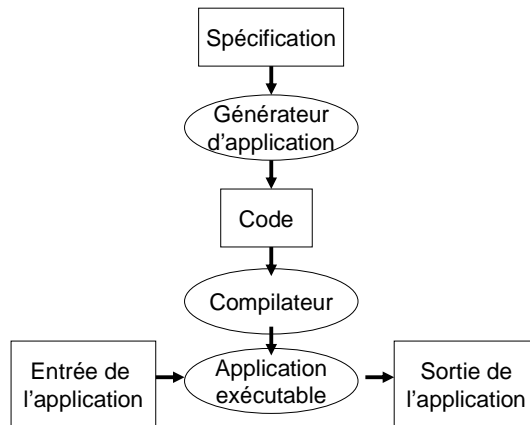 Spécification
Générateur
d'application
Code
Compilateur
Entrée de
l'application
Application
exécutable
Sortie de
l'application